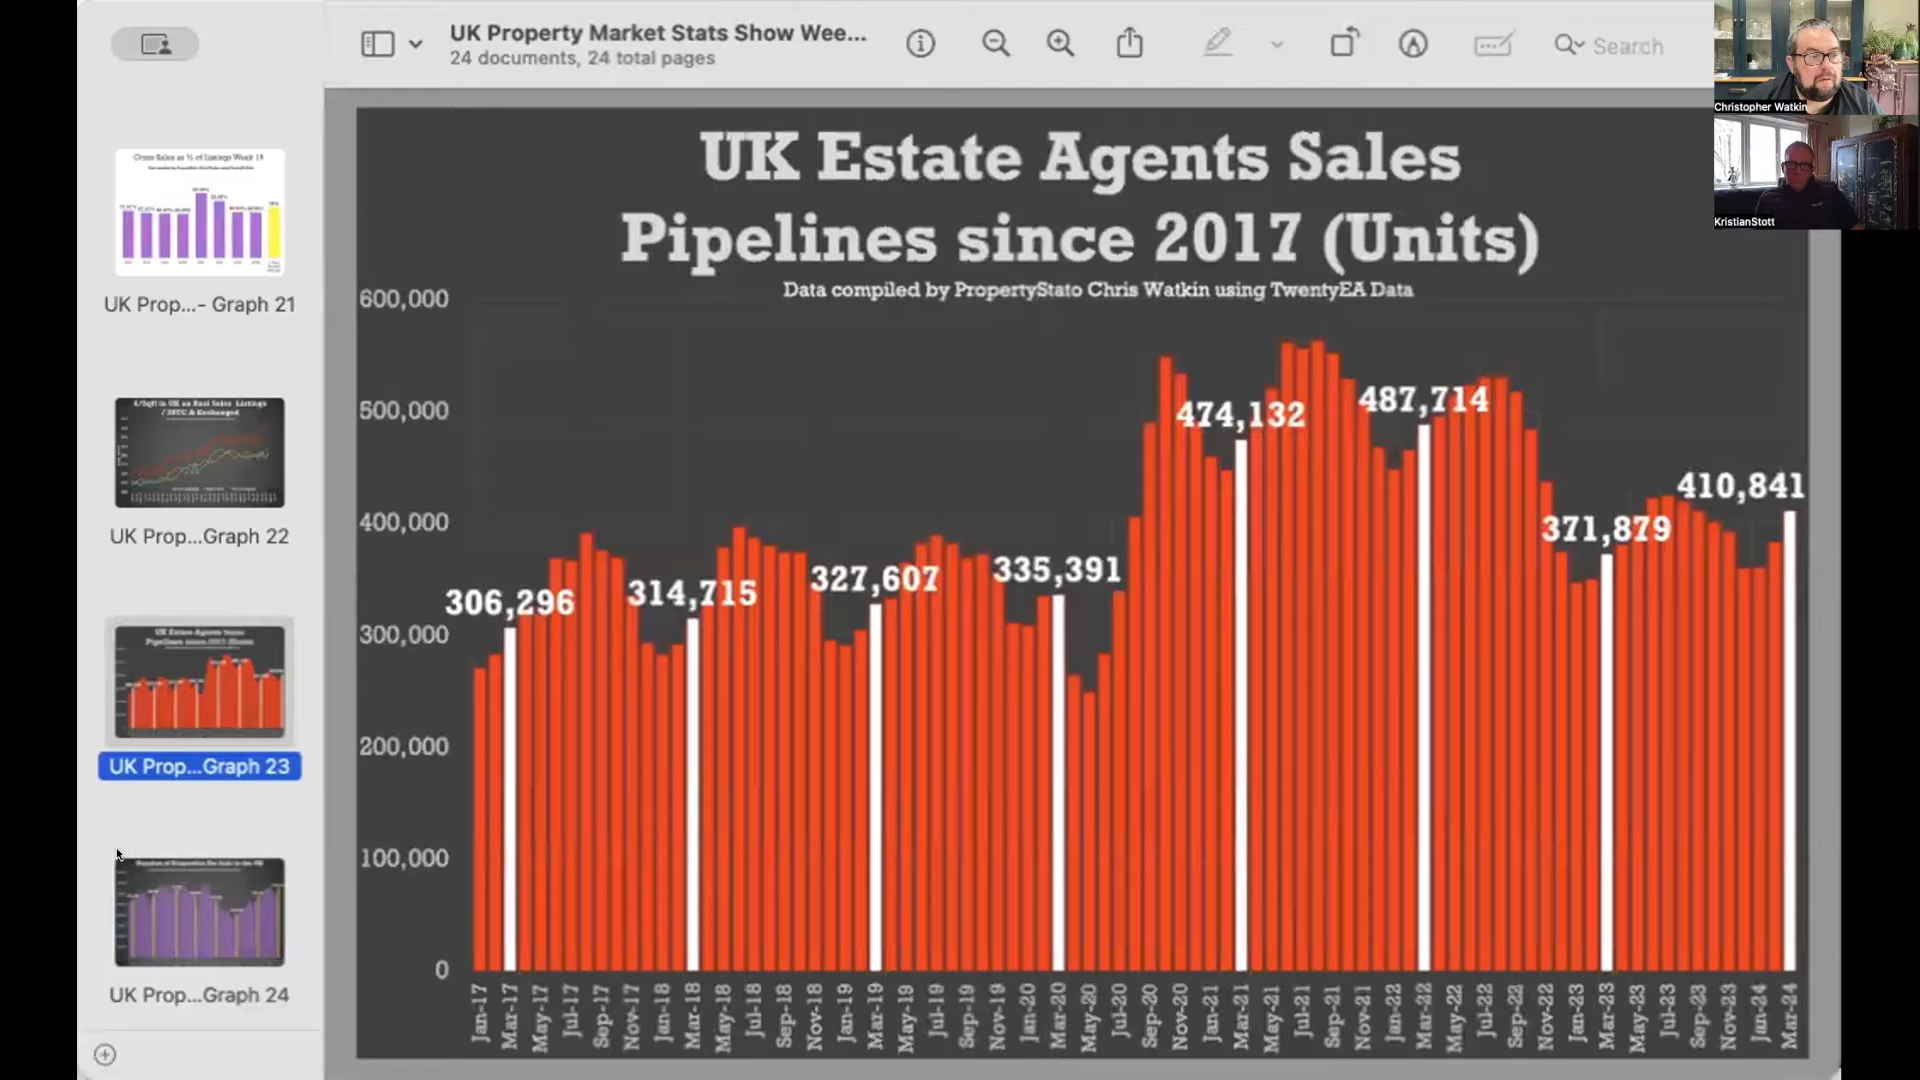 UK Property Market Stats Show Wee...
24 documents, 24 total pages
Search
Christopher Watkin
KristianStott
UK Prop...- Graph 21
UK Prop...Graph 22
UK Prop...Graph 23
UK Prop...Graph 24
UK Estate Agents Sales
Pipelines since 2017 (Units)
Data compiled by PropertyStato Chris Watkin using TwentyEA Data
600,000
500,000
400,000
300,000
200,000
100,000
0
306,296
314,715
327,607
335,391
474,132
487,714
371,879
410,841
Jan-17
Mar-17
May-17
Jul-17
Sep-17
Nov-17
Jan-18
Mar-18
May-18
Jul-18
Sep-18
Nov-18
Jan-19
Mar-19
May-19
Jul-19
Sep-19
Nov-19
Jan-20
Mar-20
May-20
Jul-20
Sep-20
Nov-20
Jan-21
Mar-21
May-21
Jul-21
Sep-21
Nov-21
Jan-22
Mar-22
May-22
Jul-22
Sep-22
Nov-22
Jan-23
Mar-23
May-23
Jul-23
Sep-23
Nov-23
Jan-24
Mar-24